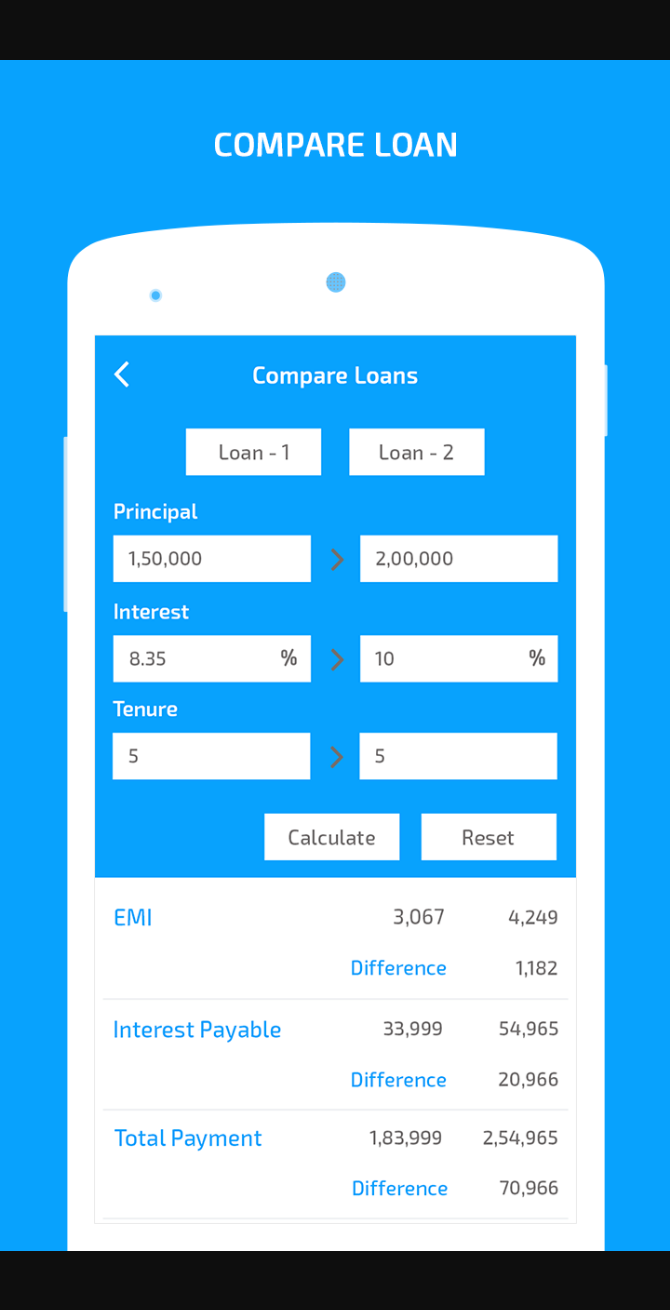 COMPARE LOAN
Compare Loans
Loan - 1 Loan - 2
Principal
1,50,000 2,00,000
Interest
8.35 % 10 %
Tenure
5 5
Calculate Reset
EMI 3,067 4,249
Difference 1,182
Interest Payable 33,999 54,965
Difference 20,966
Total Payment 1,83,999 2,54,965
Difference 70,966